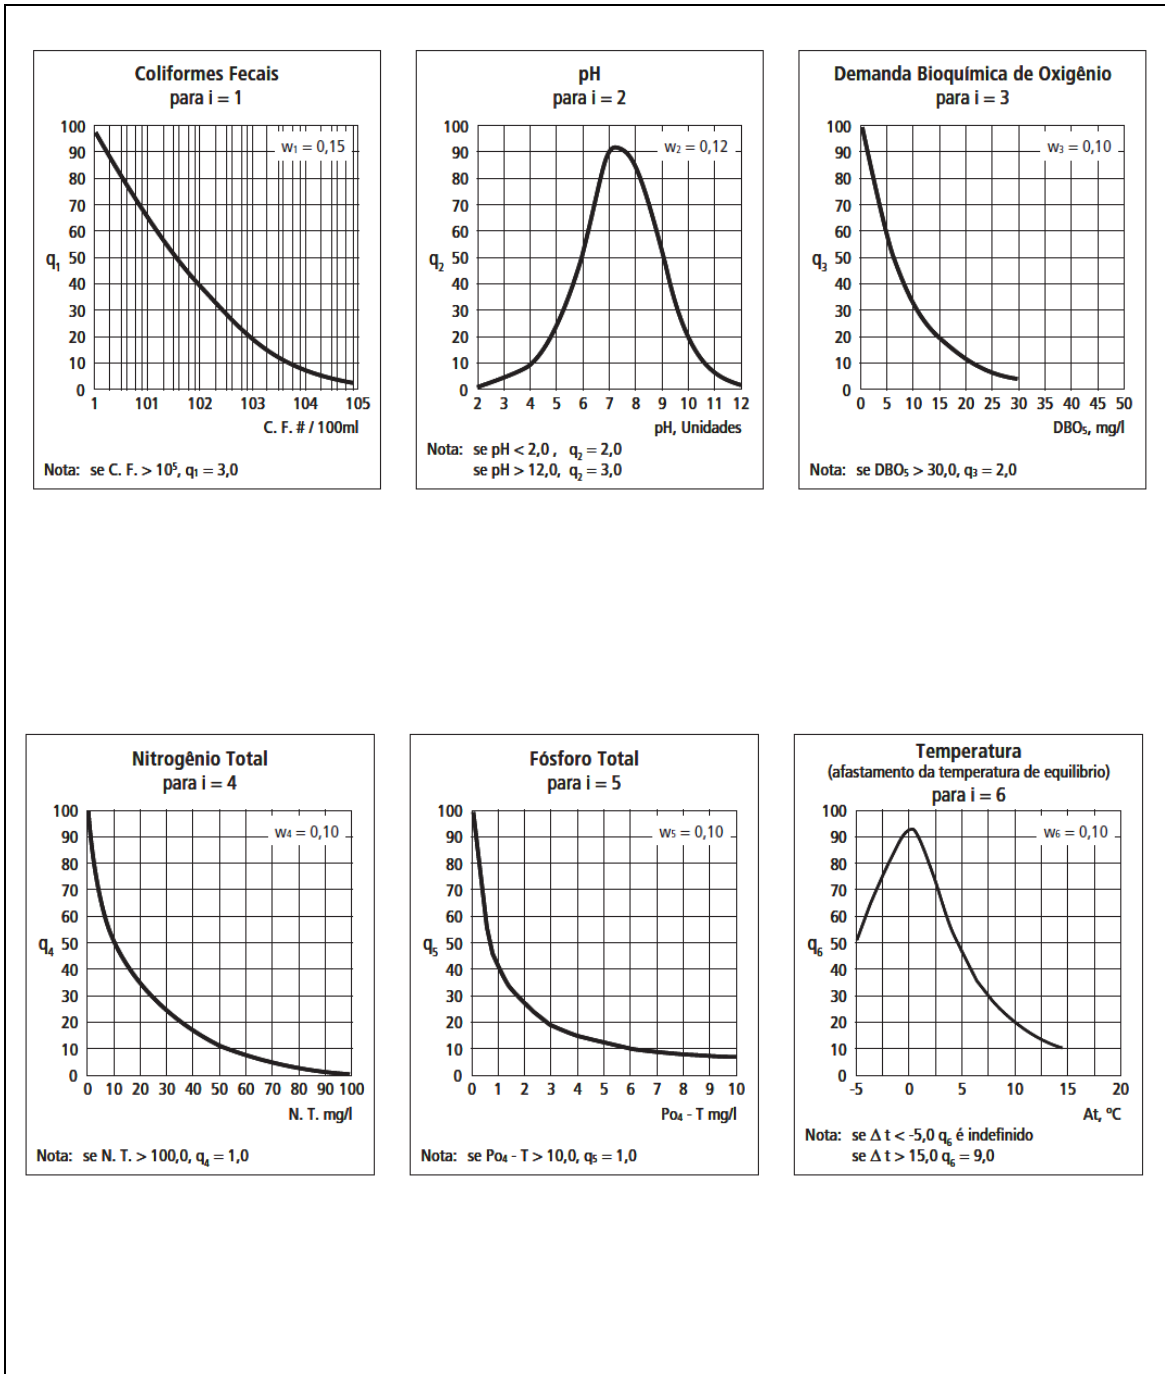 Coliformes Fecais
para i = 1
w₁ = 0,15
100
90
80
70
60
50
40
30
20
10
0
q₁
1 101 102 103 104 105
C. F. # / 100ml
Nota: se C. F. > 10⁵, q₁ = 3,0
pH
para i = 2
w₂ = 0,12
100
90
80
70
60
50
40
30
20
10
0
q₂
2 3 4 5 6 7 8 9 10 11 12
pH, Unidades
Nota: se pH < 2,0 , q₂ = 2,0
se pH > 12,0, q₂ = 3,0
Demanda Bioquímica de Oxigênio
para i = 3
w₃ = 0,10
100
90
80
70
60
50
40
30
20
10
0
q₃
0 5 10 15 20 25 30 35 40 45 50
DBO₅, mg/l
Nota: se DBO₅ > 30,0, q₃ = 2,0
Nitrogênio Total
para i = 4
w₄ = 0,10
100
90
80
70
60
50
40
30
20
10
0
q₄
0 10 20 30 40 50 60 70 80 90 100
N. T. mg/l
Nota: se N. T. > 100,0, q₄ = 1,0
Fósforo Total
para i = 5
w₅ = 0,10
100
90
80
70
60
50
40
30
20
10
0
q₅
0 1 2 3 4 5 6 7 8 9 10
Po₄ - T mg/l
Nota: se Po₄ - T > 10,0, q₅ = 1,0
Temperatura
(afastamento da temperatura de equilibrio)
para i = 6
w₆ = 0,10
100
90
80
70
60
50
40
30
20
10
0
q₆
-5 0 5 10 15 20
At, ºC
Nota: se Δ t < -5,0 q₆ é indefinido
se Δ t > 15,0 q₆ = 9,0